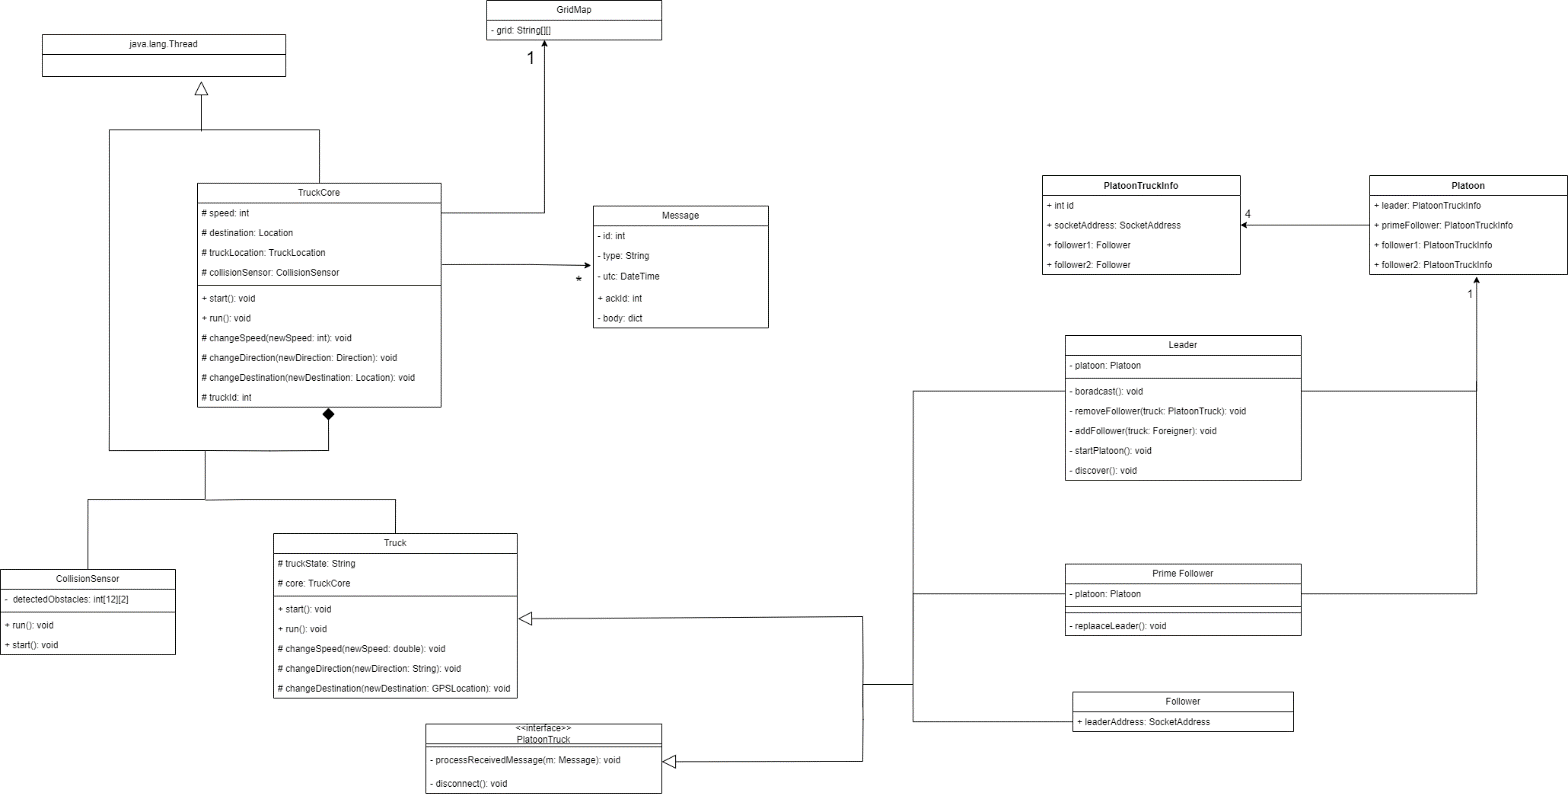 GridMap
- grid: String[][]
1
java.lang.Thread
TruckCore
# speed: int
# destination: Location
# truckLocation: TruckLocation
# collisionSensor: CollisionSensor
+ start(): void
+ run(): void
# changeSpeed(newSpeed: int): void
# changeDirection(newDirection: Direction): void
# changeDestination(newDestination: Location): void
# truckId: int
Message
- id: int
- type: String
- utc: DateTime
+ ackId: int
- body: dict
*
PlatoonTruckInfo
+ int id
+ socketAddress: SocketAddress
+ follower1: Follower
+ follower2: Follower
4
Platoon
+ leader: PlatoonTruckInfo
+ primeFollower: PlatoonTruckInfo
+ follower1: PlatoonTruckInfo
+ follower2: PlatoonTruckInfo
1
Leader
- platoon: Platoon
- boradcast(): void
- removeFollower(truck: PlatoonTruck): void
- addFollower(truck: Foreigner): void
- startPlatoon(): void
- discover(): void
CollisionSensor
- detectedObstacles: int[12][2]
+ run(): void
+ start(): void
Truck
# truckState: String
# core: TruckCore
+ start(): void
+ run(): void
# changeSpeed(newSpeed: double): void
# changeDirection(newDirection: String): void
# changeDestination(newDestination: GPSLocation): void
Prime Follower
- platoon: Platoon
- replaaceLeader(): void
Follower
+ leaderAddress: SocketAddress
<<interface>>
PlatoonTruck
- processReceivedMessage(m: Message): void
- disconnect(): void